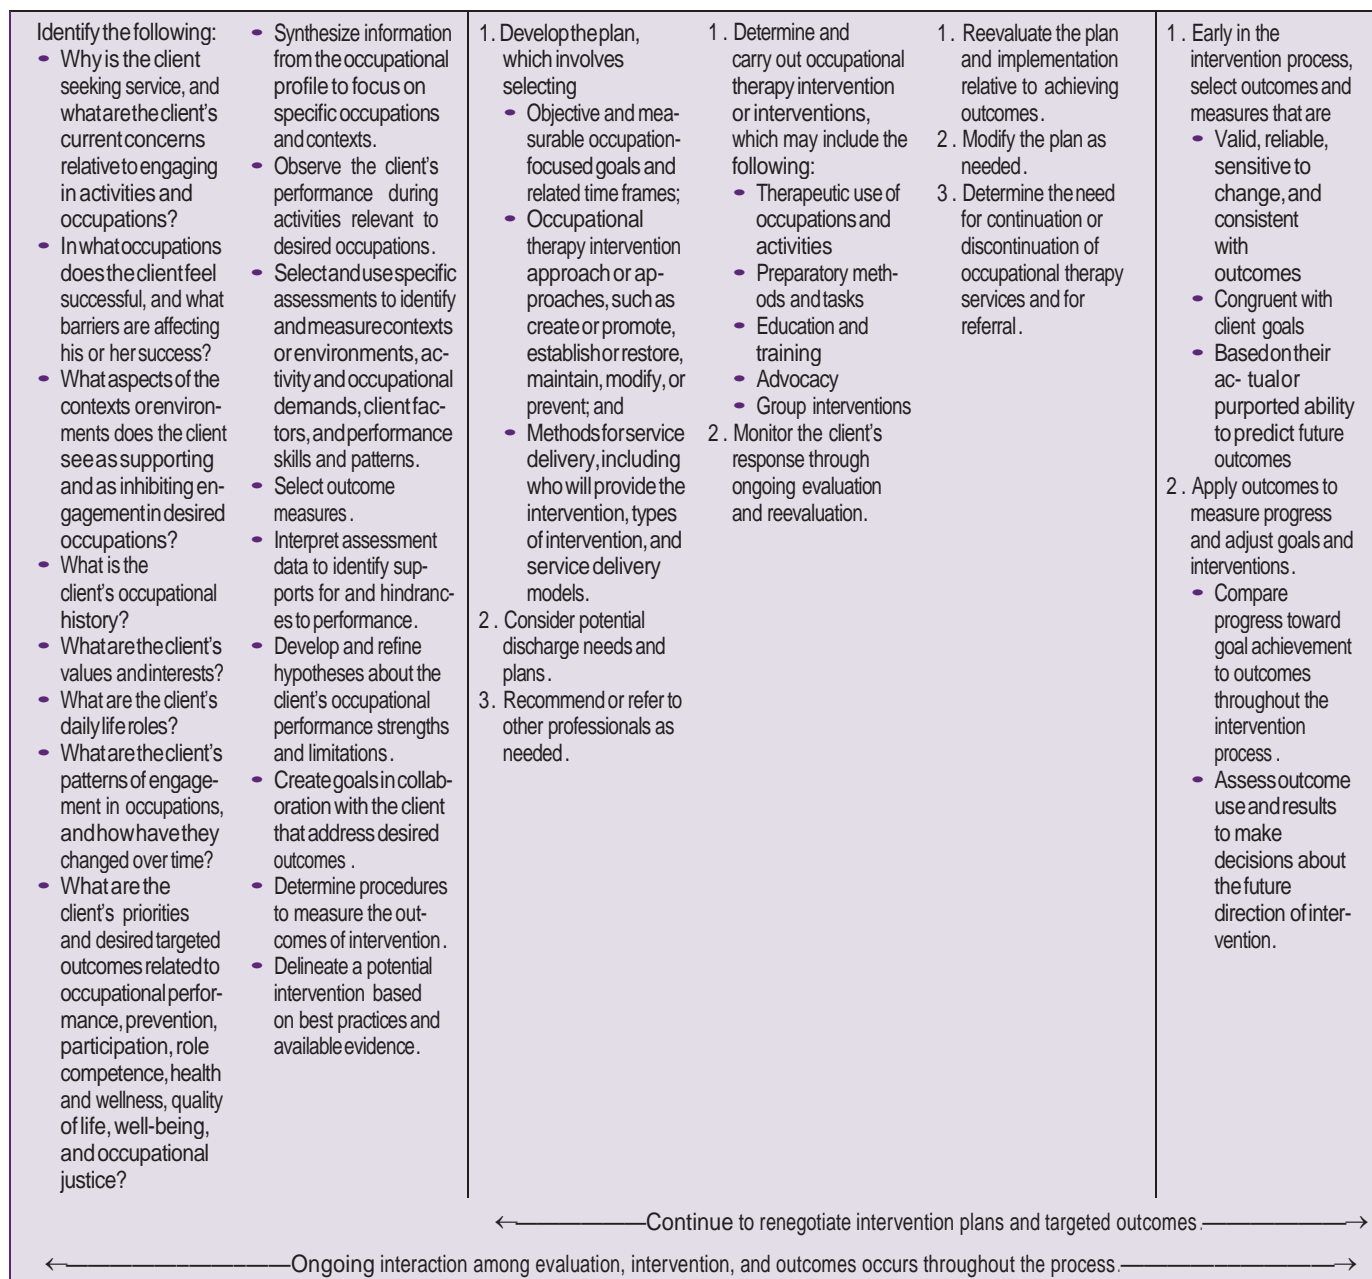 Identify the following:
• Why is the client
seeking service, and
what are the client's
current concerns
relative to engaging
in activities and
occupations?
• In what occupations
does the client feel
successful, and what
barriers are affecting
his or her success?
• What aspects of the
contexts or environ-
ments does the client
see as supporting
and as inhibiting en-
gagement in desired
occupations?
• What is the
client's occupational
history?
• What are the client's
values and interests?
• What are the client's
daily life roles?
• What are the client's
patterns of engage-
ment in occupations,
and how have they
changed over time?
• What are the
client's priorities
and desired targeted
outcomes related to
occupational perfor-
mance, prevention,
participation, role
competence, health
and wellness, quality
of life, well-being,
and occupational
justice?
• Synthesize information
from the occupational
profile to focus on
specific occupations
and contexts.
• Observe the client's
performance during
activities relevant to
desired occupations.
• Select and use specific
assessments to identify
and measure contexts
or environments, ac-
tivity and occupational
demands, client fac-
tors, and performance
skills and patterns.
• Select outcome
measures.
• Interpret assessment
data to identify sup-
ports for and hindranc-
es to performance.
• Develop and refine
hypotheses about the
client's occupational
performance strengths
and limitations.
• Create goals in collab-
oration with the client
that address desired
outcomes.
• Determine procedures
to measure the out-
comes of intervention.
• Delineate a potential
intervention based
on best practices and
available evidence.
1. Develop the plan,
which involves
selecting
• Objective and mea-
surable occupation-
focused goals and
related time frames;
• Occupational
therapy intervention
approach or ap-
proaches, such as
create or promote,
establish or restore,
maintain, modify, or
prevent; and
• Methods for service
delivery, including
who will provide the
intervention, types
of intervention, and
service delivery
models.
2. Consider potential
discharge needs and
plans.
3. Recommend or refer to
other professionals as
needed.
1. Determine and
carry out occupational
therapy intervention
or interventions,
which may include the
following:
• Therapeutic use of
occupations and
activities
• Preparatory meth-
ods and tasks
• Education and
training
• Advocacy
• Group interventions
2. Monitor the client's
response through
ongoing evaluation
and reevaluation.
1. Reevaluate the plan
and implementation
relative to achieving
outcomes.
2. Modify the plan as
needed.
3. Determine the need
for continuation or
discontinuation of
occupational therapy
services and for
referral.
1. Early in the
intervention process,
select outcomes and
measures that are
• Valid, reliable,
sensitive to
change, and
consistent
with
outcomes
• Congruent with
client goals
• Based on their
ac- tual or
purported ability
to predict future
outcomes
2. Apply outcomes to
measure progress
and adjust goals and
interventions.
• Compare
progress toward
goal achievement
to outcomes
throughout the
intervention
process.
• Assess outcome
use and results
to make
decisions about
the future
direction of inter-
vention.
←——————Continue to renegotiate intervention plans and targeted outcomes.——————→
←——————————Ongoing interaction among evaluation, intervention, and outcomes occurs throughout the process.——————————→